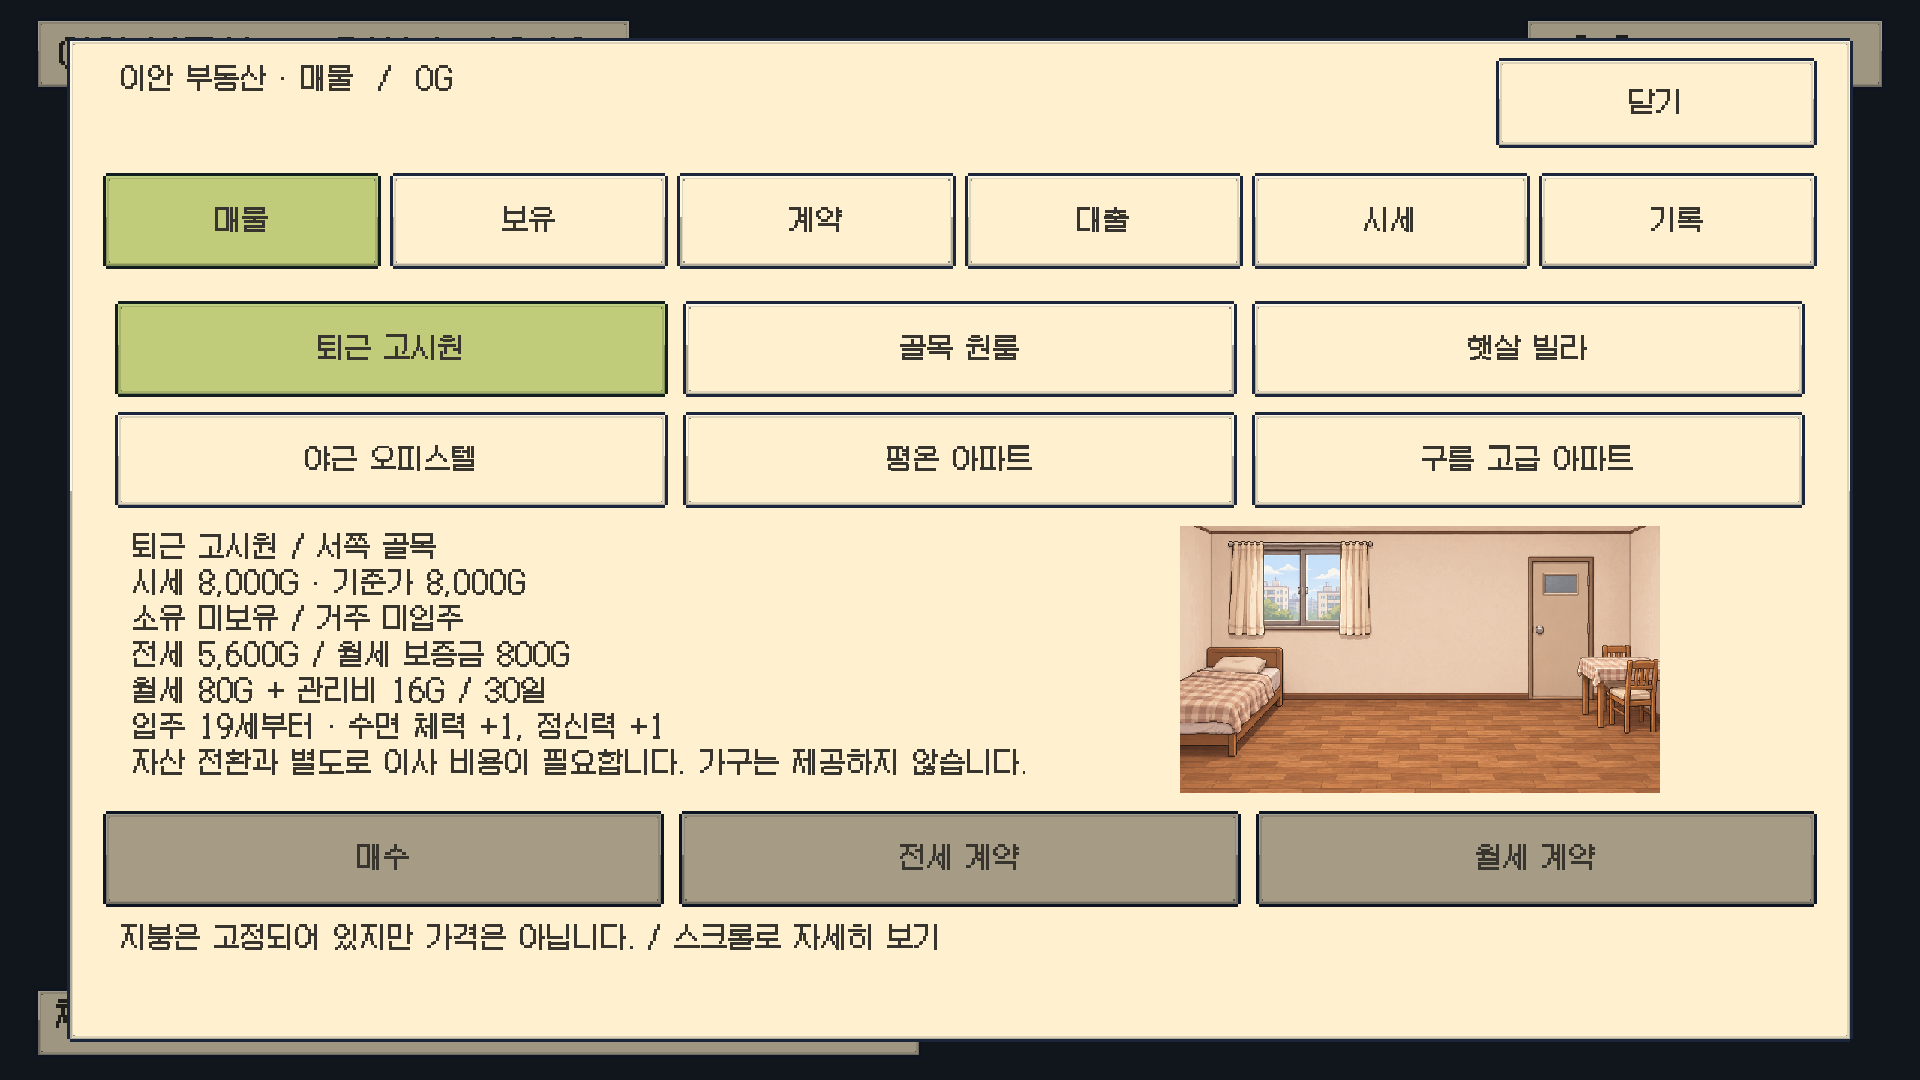 이안 부동산 · 매물 / 0G
닫기
매물
보유
계약
대출
시세
기록
퇴근 고시원
골목 원룸
햇살 빌라
야근 오피스텔
평온 아파트
구름 고급 아파트
퇴근 고시원 / 서쪽 골목
시세 8,000G · 기준가 8,000G
소유 미보유 / 거주 미입주
전세 5,600G / 월세 보증금 800G
월세 80G + 관리비 16G / 30일
입주 19세부터 · 수면 체력 +1, 정신력 +1
자산 전환과 별도로 이사 비용이 필요합니다. 가구는 제공하지 않습니다.
매수
전세 계약
월세 계약
지붕은 고정되어 있지만 가격은 아닙니다. / 스크롤로 자세히 보기